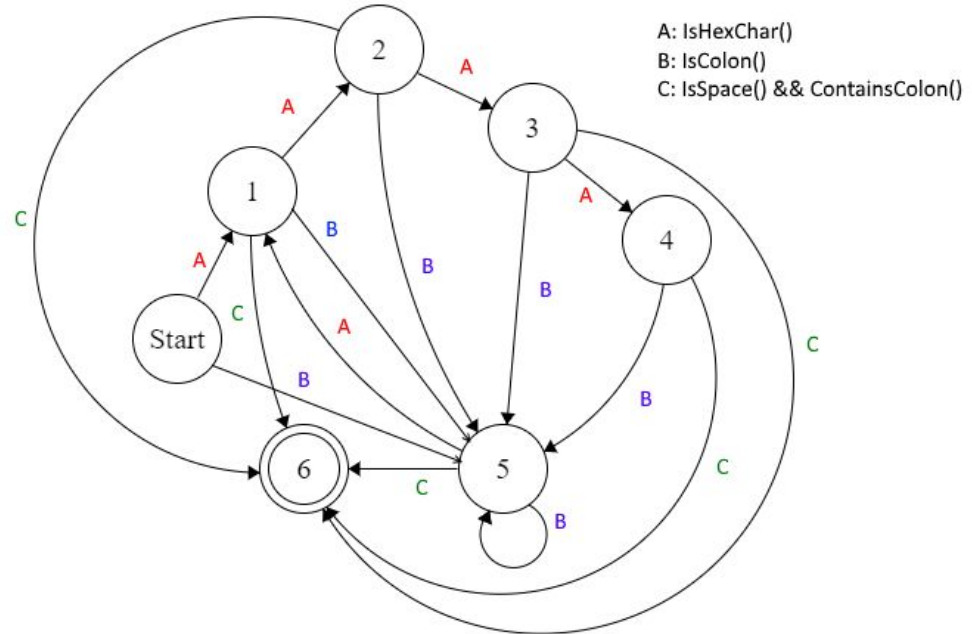 2
A: IsHexChar()
B: IsColon()
C: IsSpace() && ContainsColon()
A
A
3
1
A
C
B
4
A
B
C
B
A
Start
C
B
B
6
C
5
B
C
B